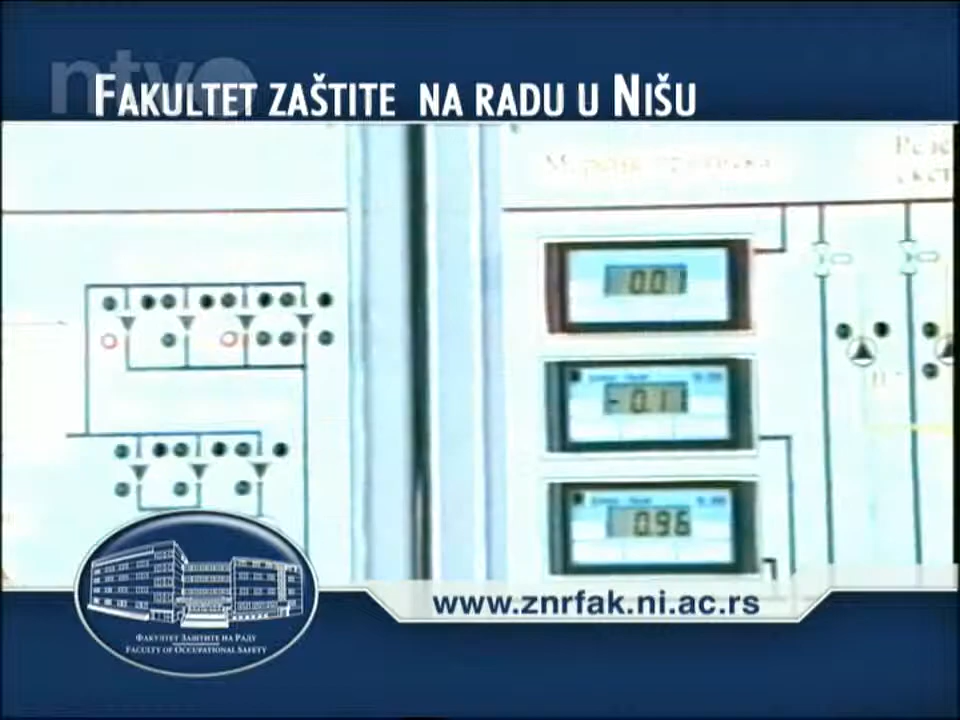 ntv
FAKULTET ZAŠTITE NA RADU U NIŠU
0.01
-0.11
0.96
www.znrfak.ni.ac.rs
ФАКУЛТЕТ ЗАШТИТЕ НА РАДУ
FACULTY OF OCCUPATIONAL SAFETY